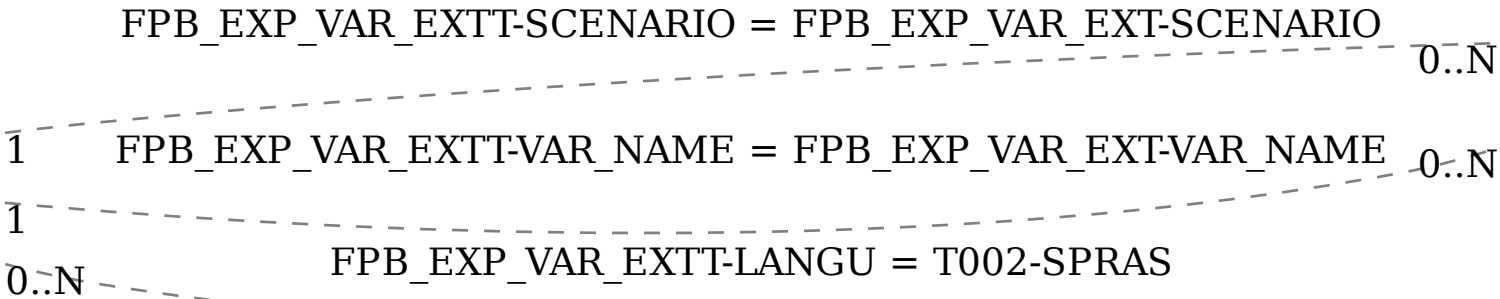 FPB_EXP_VAR_EXTT-SCENARIO = FPB_EXP_VAR_EXT-SCENARIO
0..N
1
FPB_EXP_VAR_EXTT-VAR_NAME = FPB_EXP_VAR_EXT-VAR_NAME
0..N
1
FPB_EXP_VAR_EXTT-LANGU = T002-SPRAS
0..N